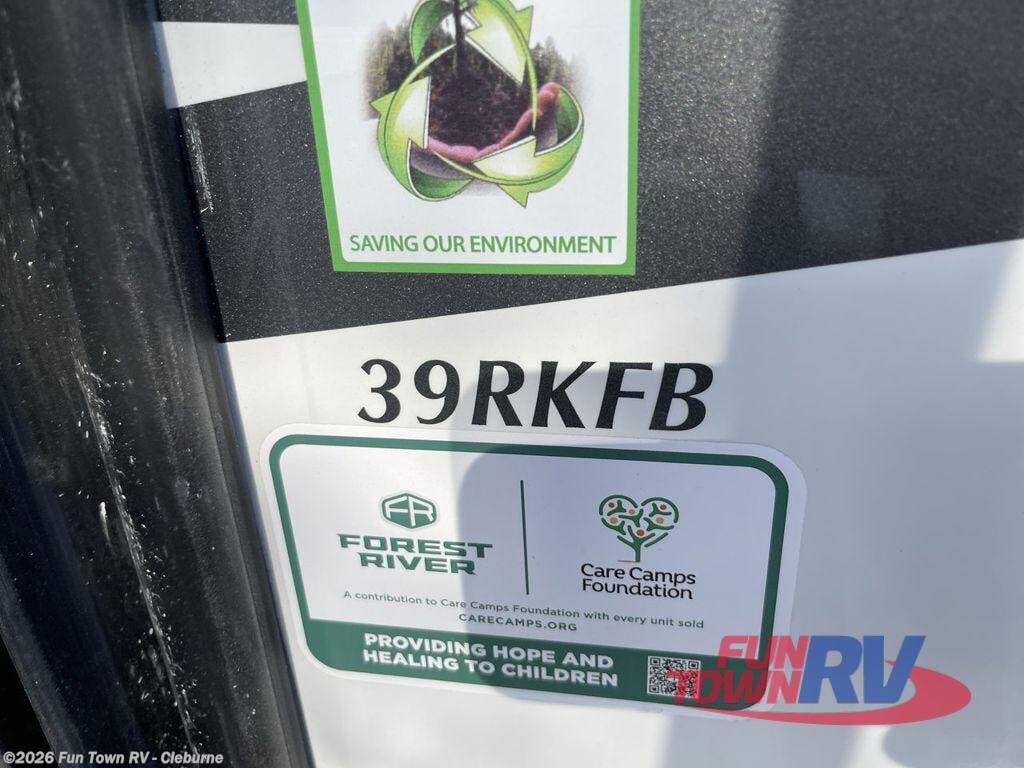 SAVING OUR ENVIRONMENT
39RKFB
FR
FOREST
RIVER
Care Camps
Foundation
A contribution to Care Camps Foundation with every unit sold
CARECAMPS.ORG
PROVIDING HOPE AND
HEALING TO CHILDREN
FUN
TOWN
RV
©2026 Fun Town RV - Cleburne